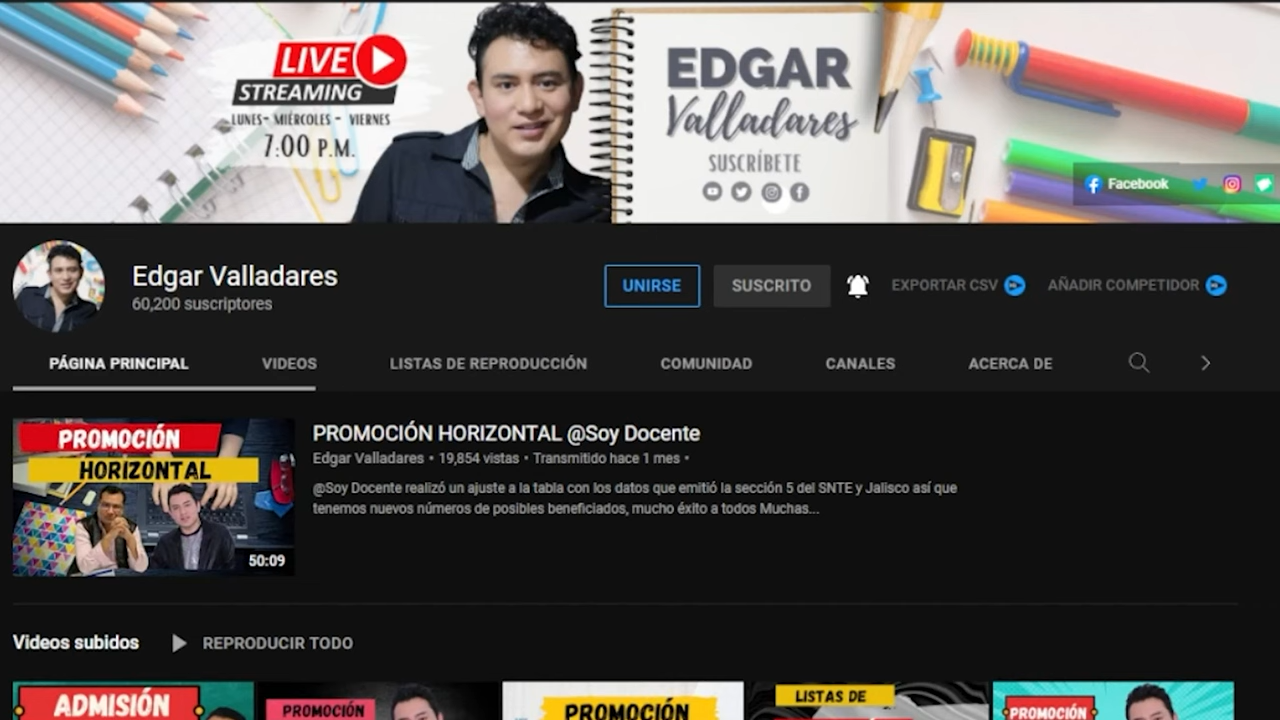 LIVE
STREAMING
LUNES- MIÉRCOLES - VIERNES
7:00 P.M.
EDGAR
Valladares
SUSCRÍBETE
Facebook
Edgar Valladares
60,200 suscriptores
UNIRSE
SUSCRITO
EXPORTAR CSV
AÑADIR COMPETIDOR
PÁGINA PRINCIPAL
VIDEOS
LISTAS DE REPRODUCCIÓN
COMUNIDAD
CANALES
ACERCA DE
PROMOCIÓN
HORIZONTAL
50:09
PROMOCIÓN HORIZONTAL @Soy Docente
Edgar Valladares • 19,854 vistas • Transmitido hace 1 mes •
@Soy Docente realizó un ajuste a la tabla con los datos que emitió la sección 5 del SNTE y Jalisco así que
tenemos nuevos números de posibles beneficiados, mucho éxito a todos Muchas...
Videos subidos
REPRODUCIR TODO
ADMISIÓN
PROMOCIÓN
PROMOCIÓN
LISTAS DE
PROMOCIÓN